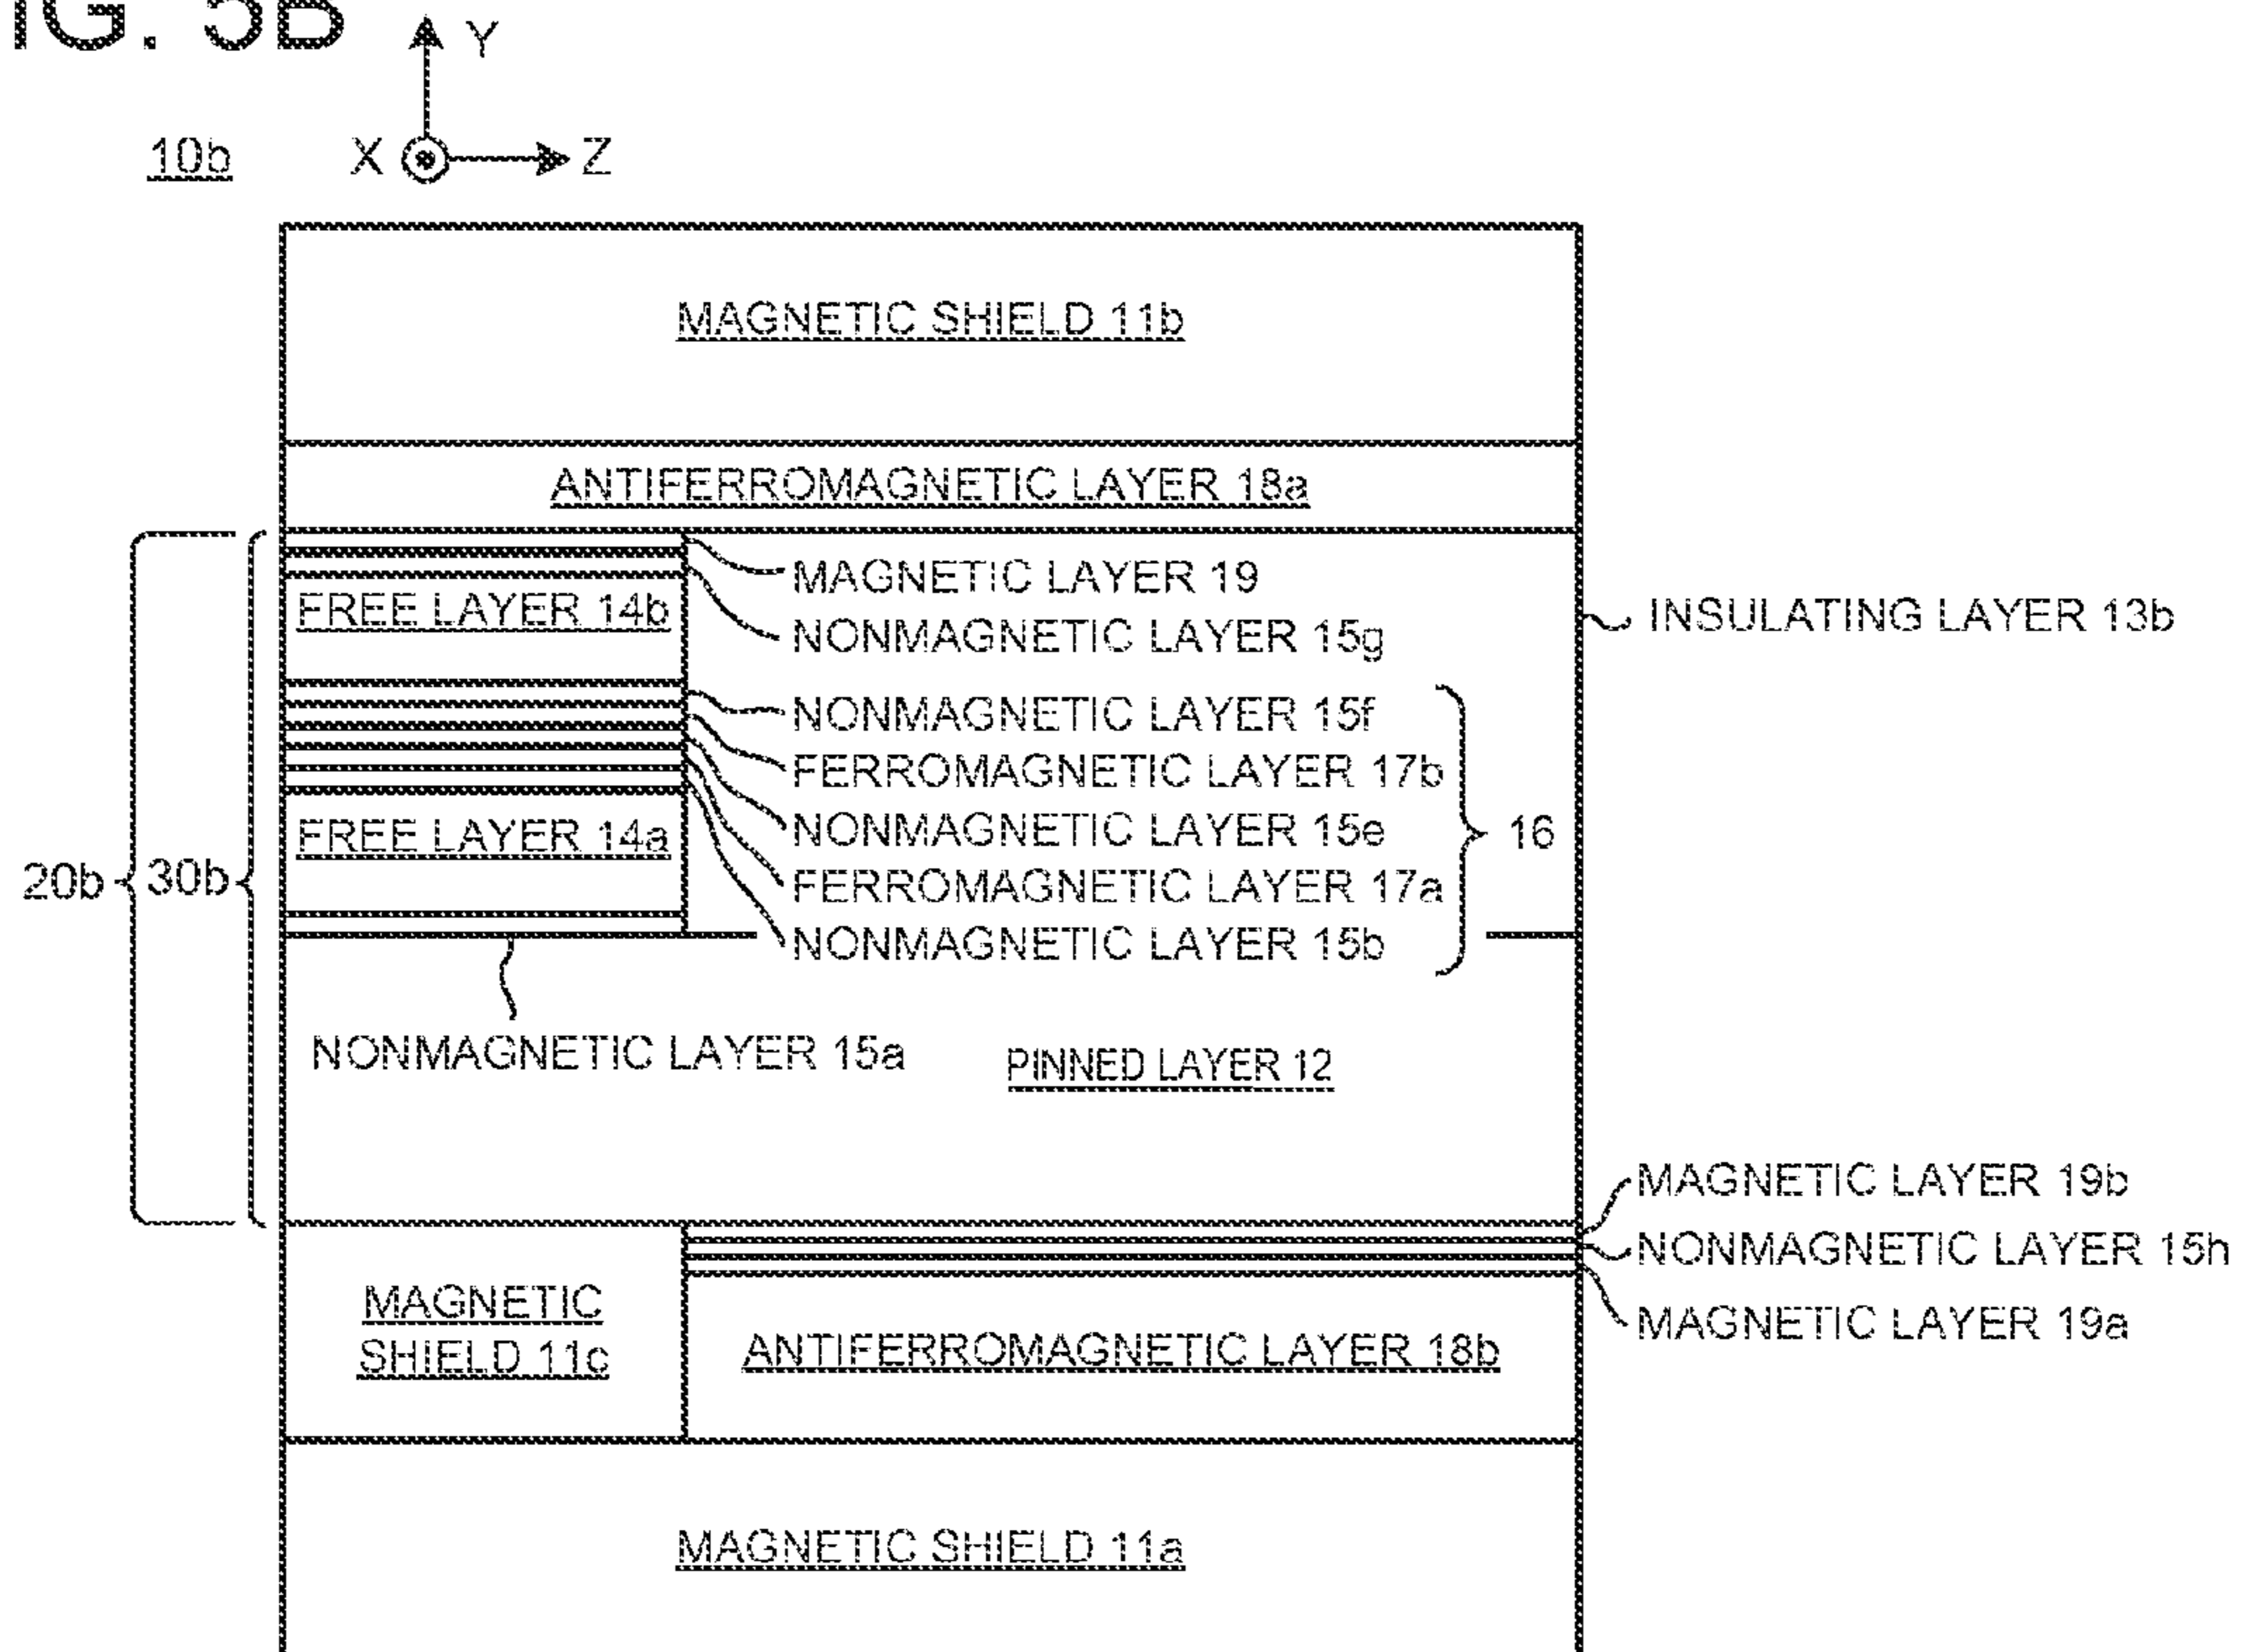 IG. 5B
Y
10b
X
Z
MAGNETIC SHIELD 11b
ANTIFERROMAGNETIC LAYER 18a
MAGNETIC LAYER 19
FREE LAYER 14b
INSULATING LAYER 13b
NONMAGNETIC LAYER 15g
NONMAGNETIC LAYER 15f
FERROMAGNETIC LAYER 17b
NONMAGNETIC LAYER 15e
16
FREE LAYER 14a
20b
30b
FERROMAGNETIC LAYER 17a
NONMAGNETIC LAYER 15b
NONMAGNETIC LAYER 15a
PINNED LAYER 12
MAGNETIC LAYER 19b
NONMAGNETIC LAYER 15h
MAGNETIC LAYER 19a
MAGNETIC
SHIELD 11c
ANTIFERROMAGNETIC LAYER 18b
MAGNETIC SHIELD 11a